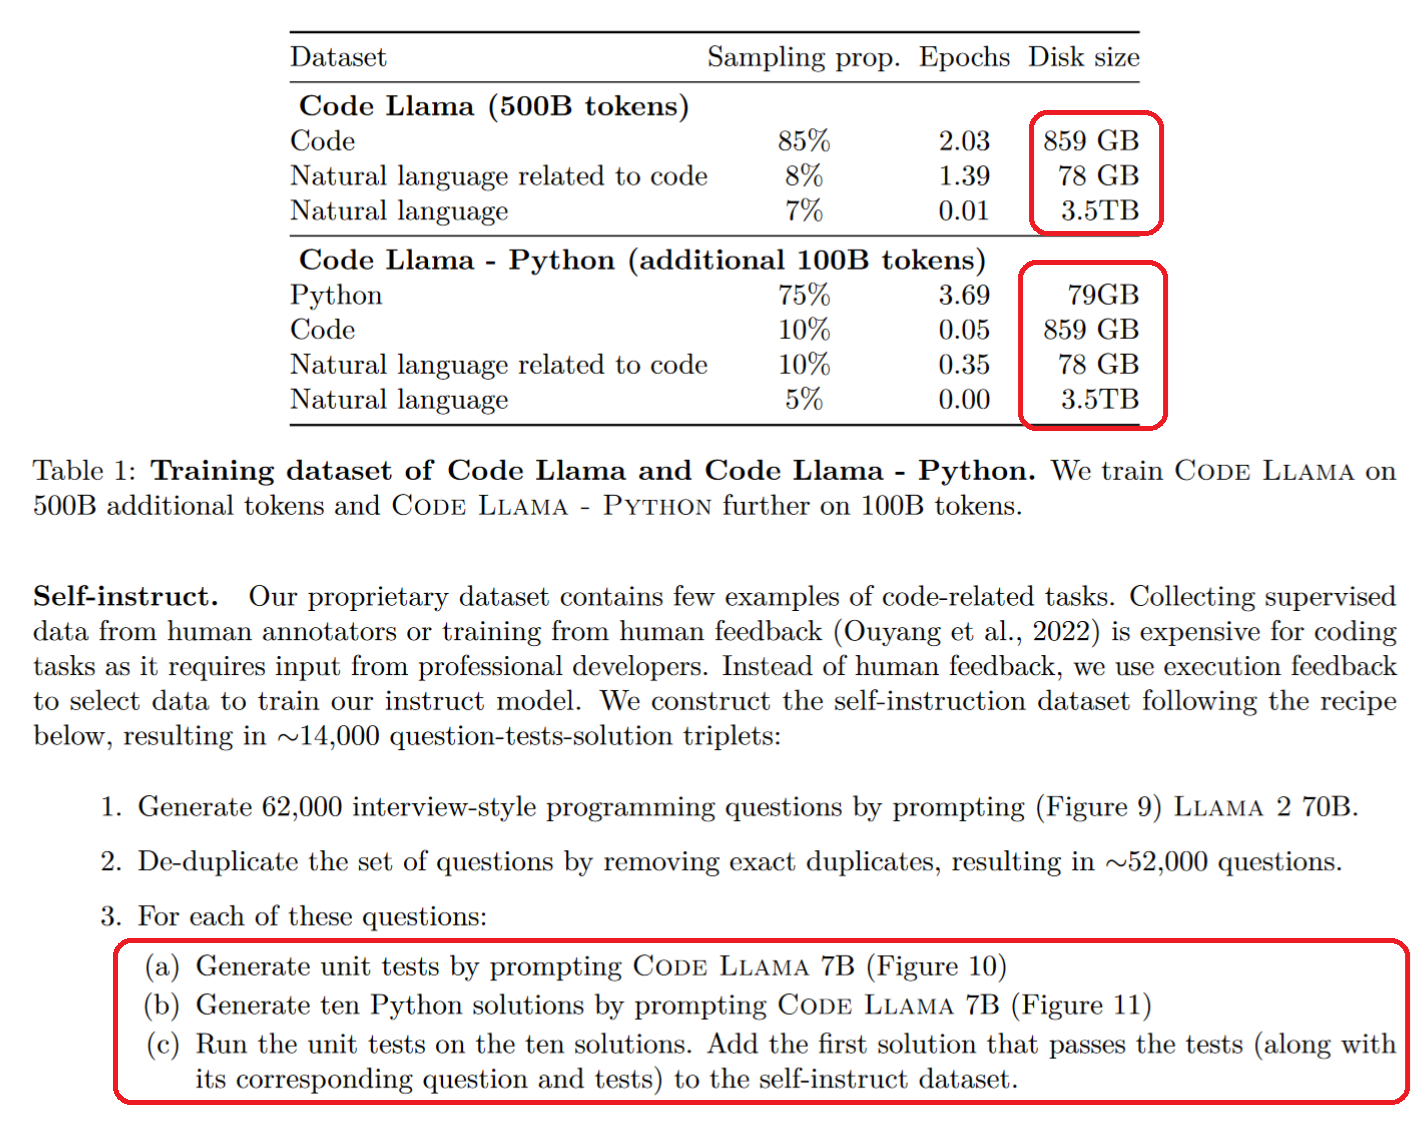 Dataset Sampling prop. Epochs Disk size
Code Llama (500B tokens)
Code 85% 2.03 859 GB
Natural language related to code 8% 1.39 78 GB
Natural language 7% 0.01 3.5TB
Code Llama - Python (additional 100B tokens)
Python 75% 3.69 79GB
Code 10% 0.05 859 GB
Natural language related to code 10% 0.35 78 GB
Natural language 5% 0.00 3.5TB
Table 1: Training dataset of Code Llama and Code Llama - Python. We train CODE LLAMA on
500B additional tokens and CODE LLAMA - PYTHON further on 100B tokens.
Self-instruct. Our proprietary dataset contains few examples of code-related tasks. Collecting supervised
data from human annotators or training from human feedback (Ouyang et al., 2022) is expensive for coding
tasks as it requires input from professional developers. Instead of human feedback, we use execution feedback
to select data to train our instruct model. We construct the self-instruction dataset following the recipe
below, resulting in ∼14,000 question-tests-solution triplets:
1. Generate 62,000 interview-style programming questions by prompting (Figure 9) LLAMA 2 70B.
2. De-duplicate the set of questions by removing exact duplicates, resulting in ∼52,000 questions.
3. For each of these questions:
(a) Generate unit tests by prompting CODE LLAMA 7B (Figure 10)
(b) Generate ten Python solutions by prompting CODE LLAMA 7B (Figure 11)
(c) Run the unit tests on the ten solutions. Add the first solution that passes the tests (along with
its corresponding question and tests) to the self-instruct dataset.